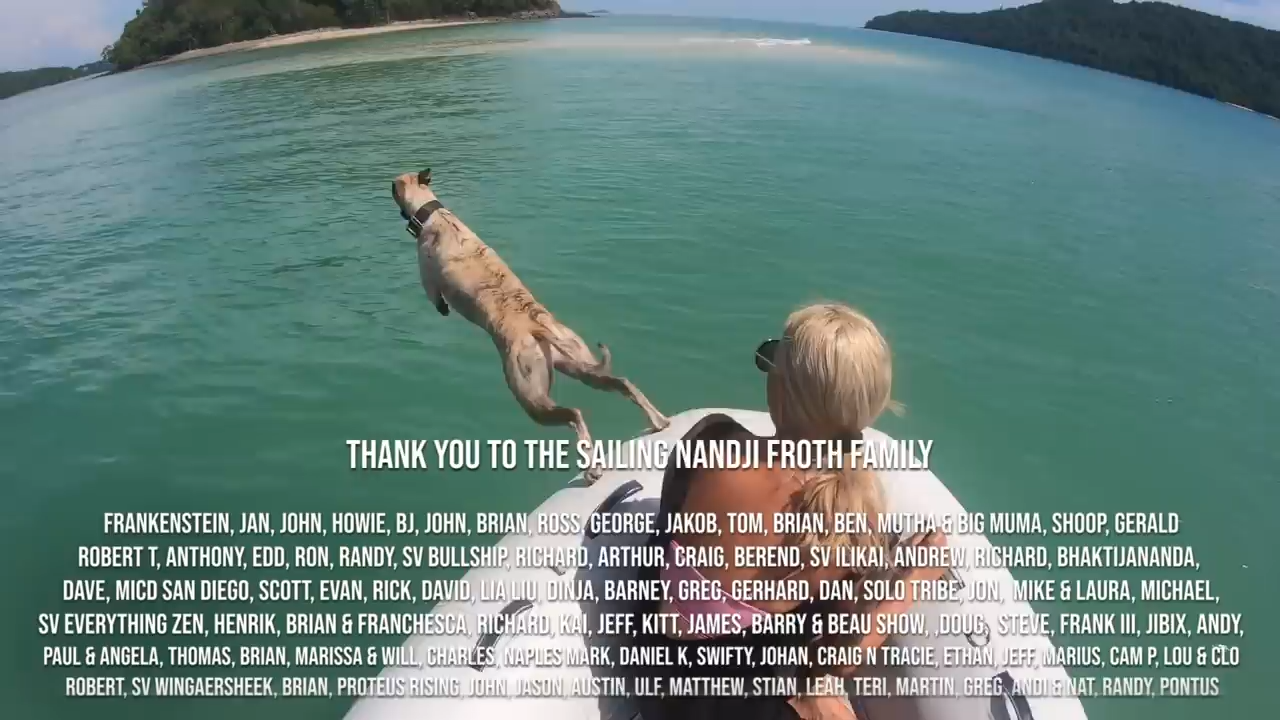 THANK YOU TO THE SAILING NANDJI FROTH FAMILY
FRANKENSTEIN, JAN, JOHN, HOWIE, BJ, JOHN, BRIAN, ROSS, GEORGE, JAKOB, TOM, BRIAN, BEN, MUTHA & BIG MUMA, SHOOP, GERALD
ROBERT T, ANTHONY, EDD, RON, RANDY, SV BULLSHIP, RICHARD, ARTHUR, CRAIG, BEREND, SV ILIKAI, ANDREW, RICHARD, BHAKTIJANANDA,
DAVE, MICD SAN DIEGO, SCOTT, EVAN, RICK, DAVID, LIA LIU, DINJA, BARNEY, GREG, GERHARD, DAN, SOLO TRIBE, JON, MIKE & LAURA, MICHAEL,
SV EVERYTHING ZEN, HENRIK, BRIAN & FRANCHESCA, RICHARD, KAI, JEFF, KITT, JAMES, BARRY & BEAU SHOW, ,DOUG, STEVE, FRANK III, JIBIX, ANDY,
PAUL & ANGELA, THOMAS, BRIAN, MARISSA & WILL, CHARLES, NAPLES MARK, DANIEL K, SWIFTY, JOHAN, CRAIG N TRACIE, ETHAN, JEFF, MARIUS, CAM P, LOU & CLO
ROBERT, SV WINGAERSHEEK, BRIAN, PROTEUS RISING, JOHN, JASON, AUSTIN, ULF, MATTHEW, STIAN, LEAH, TERI, MARTIN, GREG, ANDI & NAT, RANDY, PONTUS